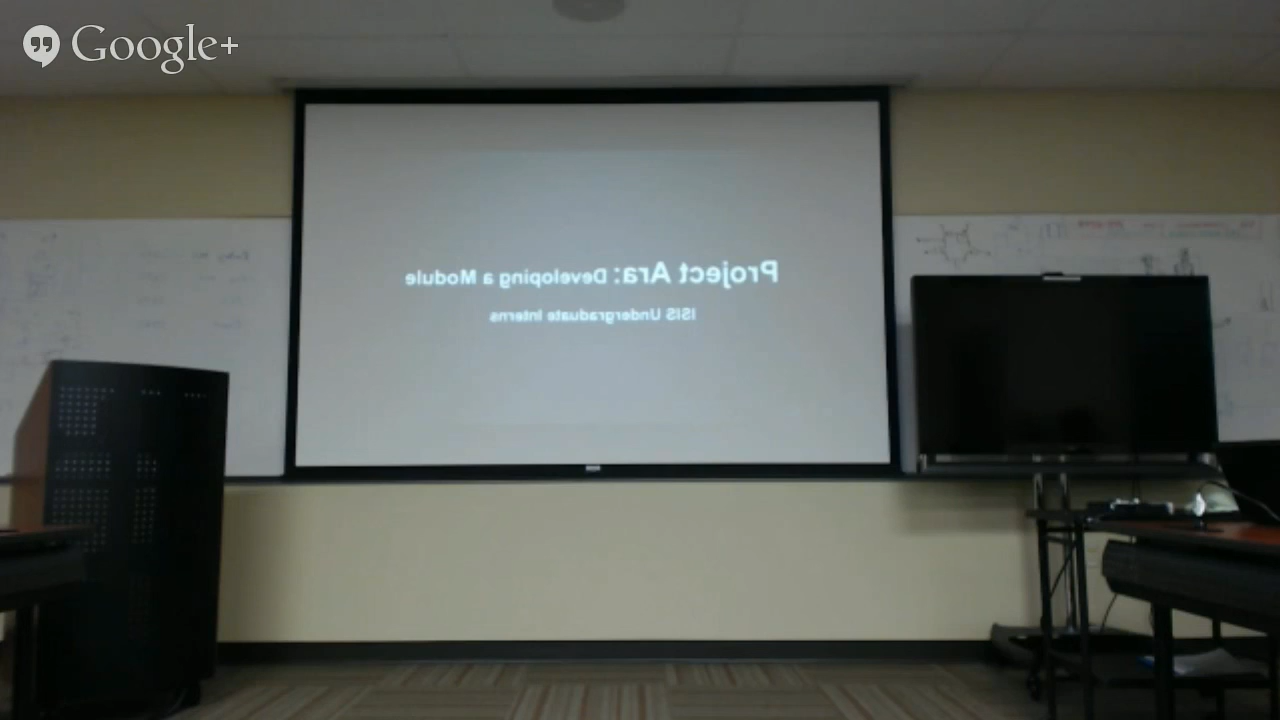 Google+
Project Ara: Developing a Module
ISIS Undergraduate Interns